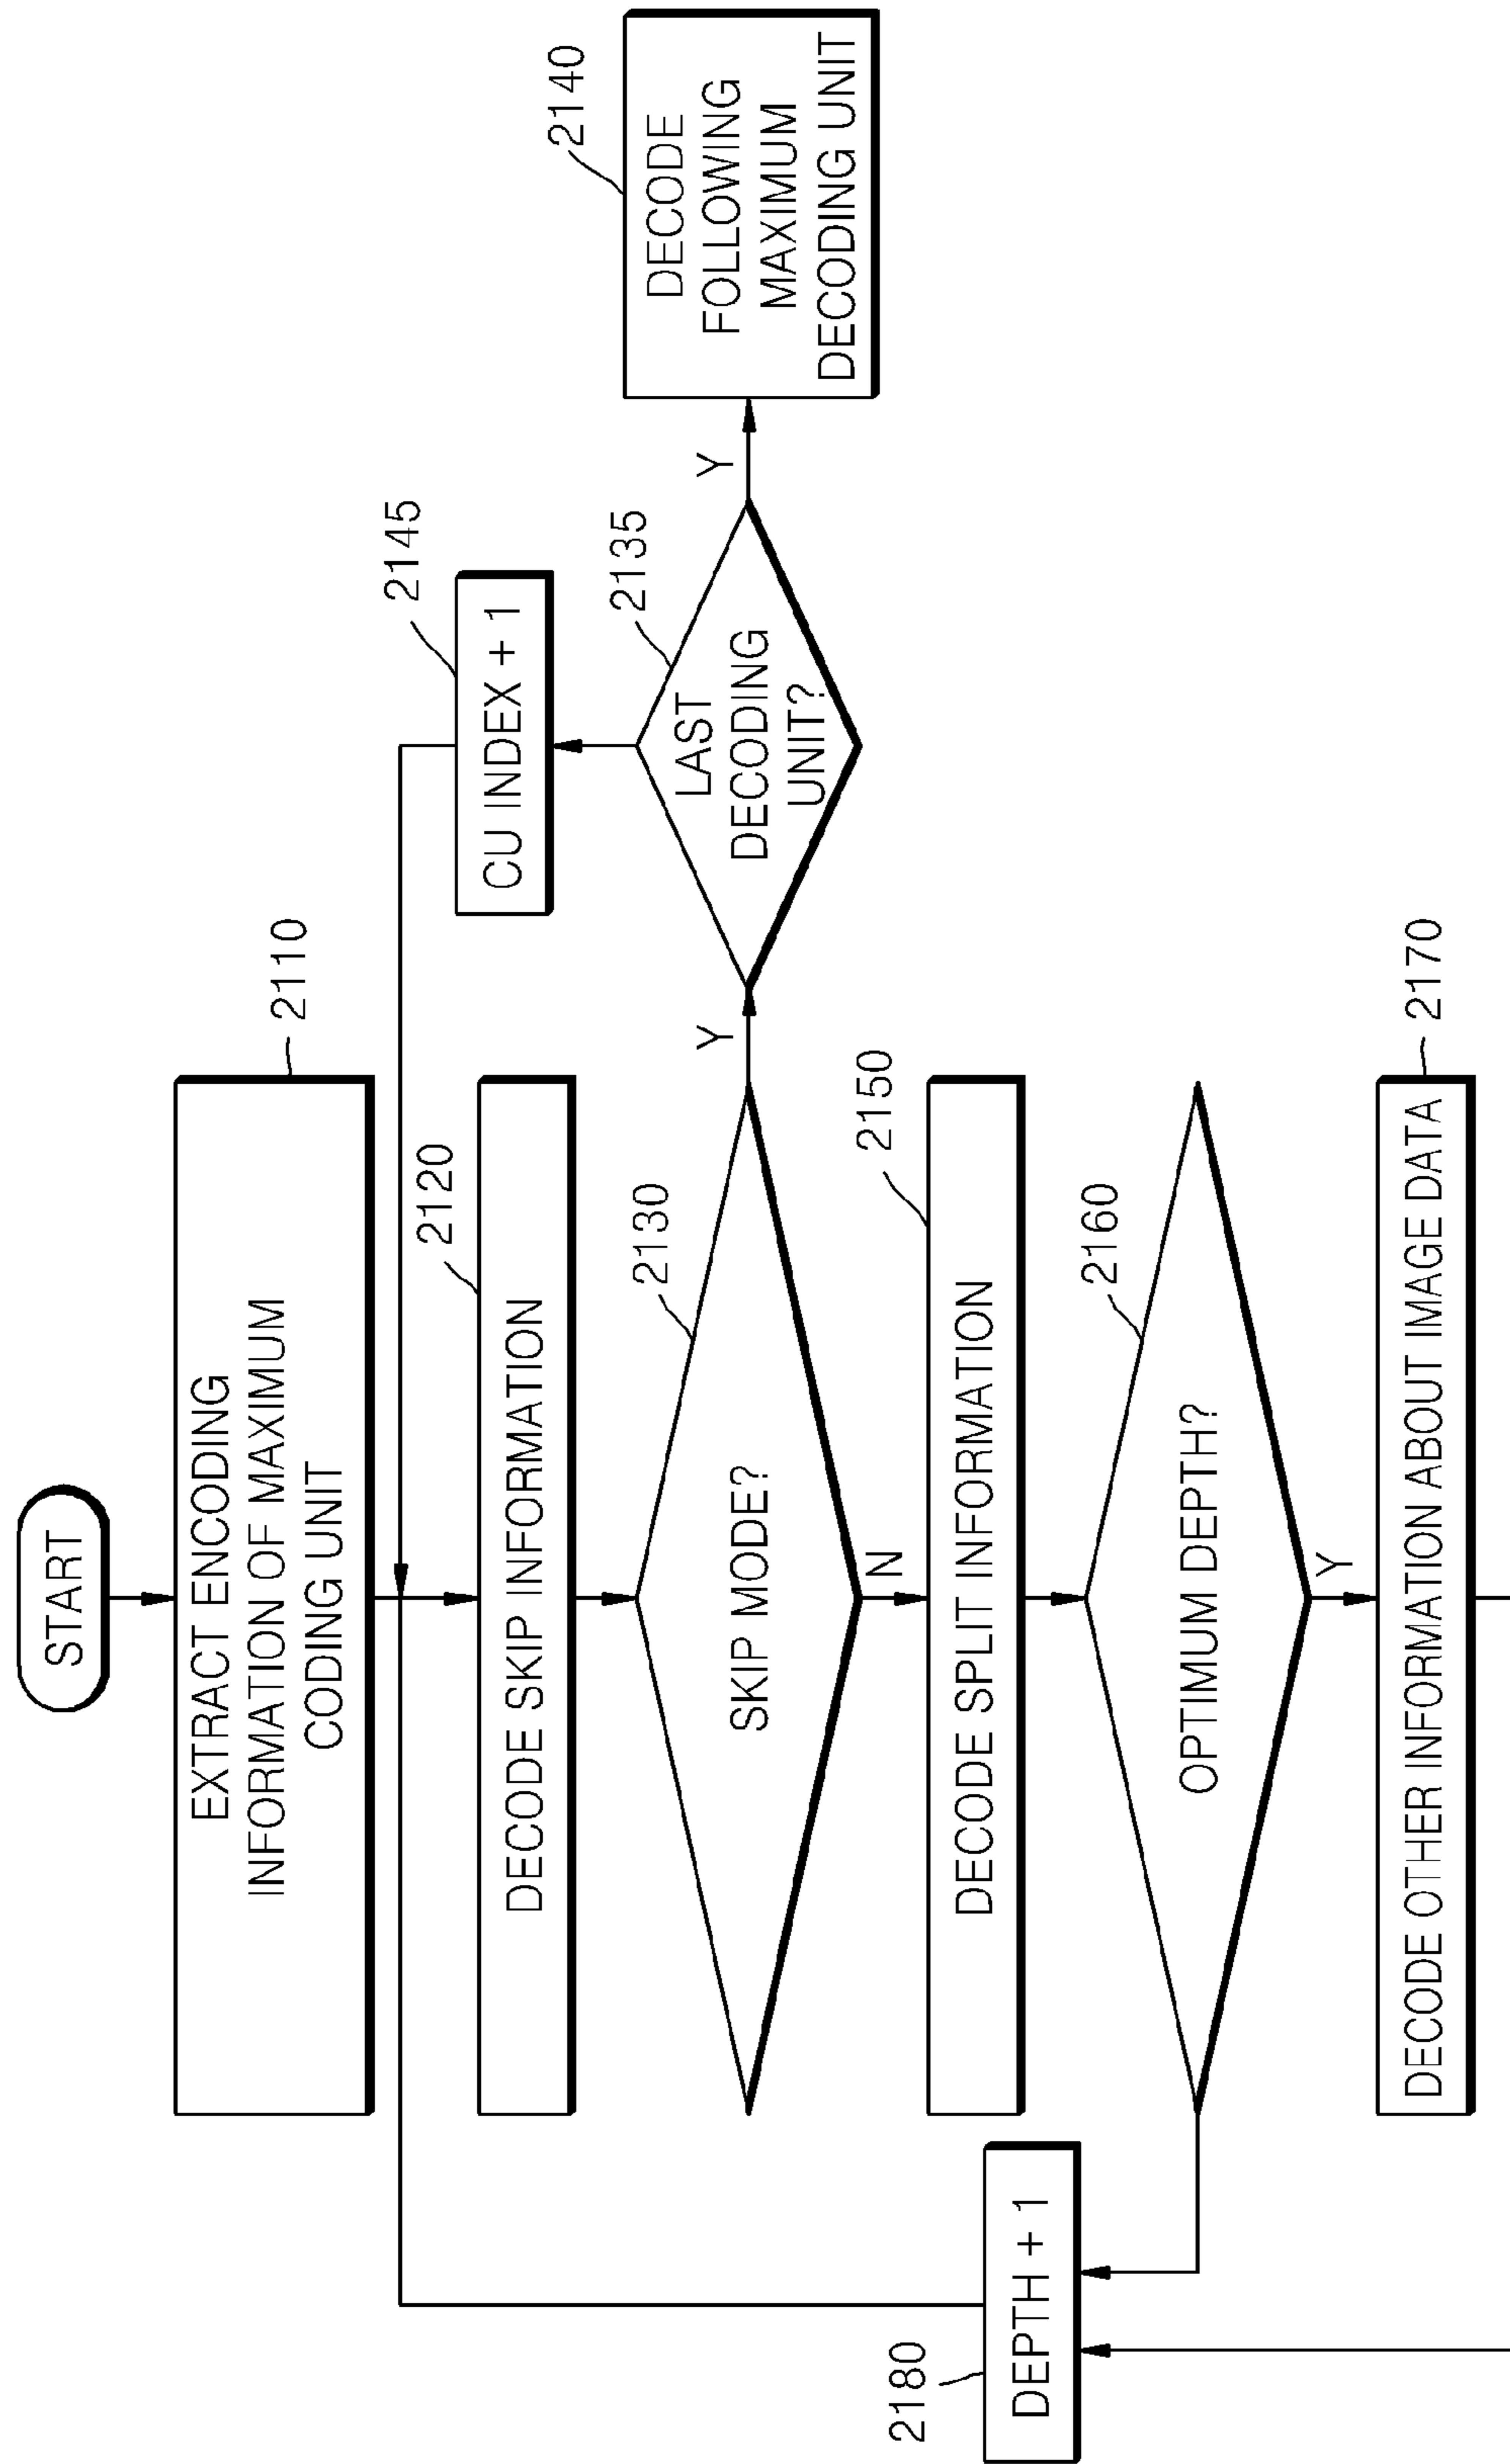 START
EXTRACT ENCODING
INFORMATION OF MAXIMUM
CODING UNIT
2110
DECODE SKIP INFORMATION
2120
SKIP MODE?
2130
Y
N
LAST
DECODING
UNIT?
2135
CU INDEX + 1
2145
Y
DECODE
FOLLOWING
MAXIMUM
DECODING UNIT
2140
DECODE SPLIT INFORMATION
2150
OPTIMUM DEPTH?
2160
Y
DECODE OTHER INFORMATION ABOUT IMAGE DATA
2170
DEPTH + 1
2180